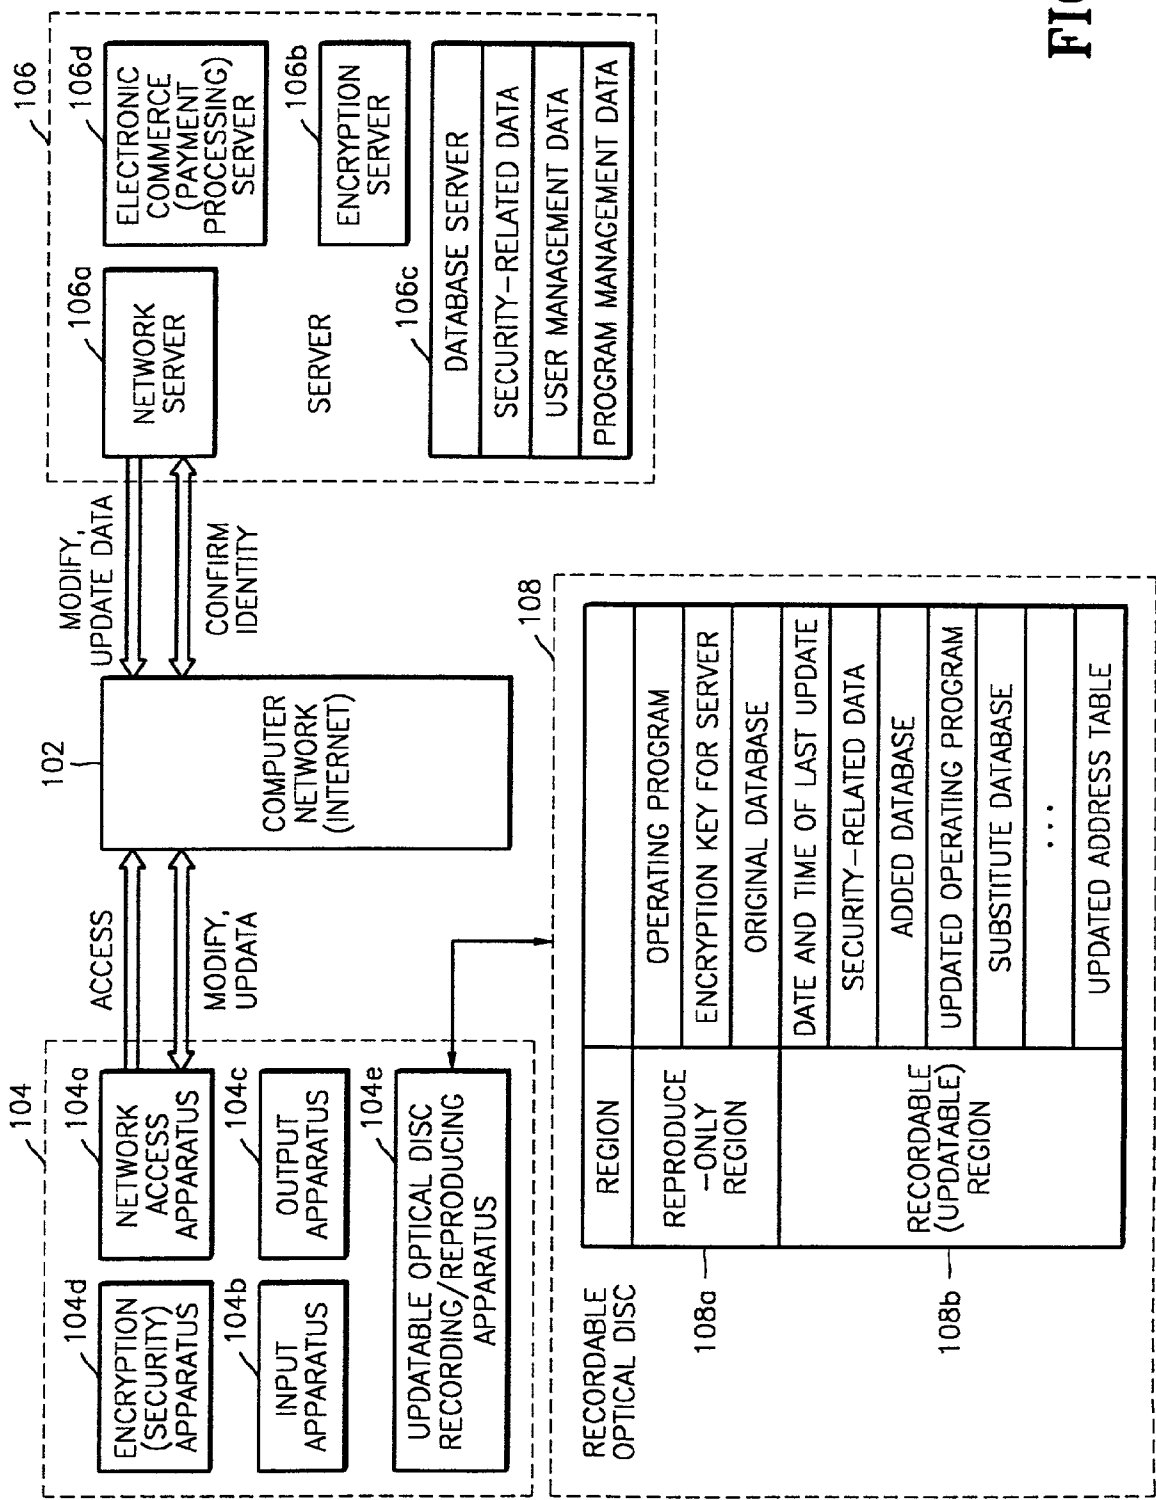 104
104d
ENCRYPTION
(SECURITY)
APPARATUS
104a
NETWORK
ACCESS
APPARATUS
104b
INPUT
APPARATUS
104c
OUTPUT
APPARATUS
104e
UPDATABLE OPTICAL DISC
RECORDING/REPRODUCING
APPARATUS
ACCESS
MODIFY,
UPDATA
102
COMPUTER
NETWORK
(INTERNET)
MODIFY,
UPDATE DATA
CONFIRM
IDENTITY
106
106a
NETWORK
SERVER
106d
ELECTRONIC
COMMERCE
(PAYMENT
PROCESSING)
SERVER
SERVER
106b
ENCRYPTION
SERVER
106c
DATABASE SERVER
SECURITY-RELATED DATA
USER MANAGEMENT DATA
PROGRAM MANAGEMENT DATA
108
RECORDABLE
OPTICAL DISC
REGION
108a
REPRODUCE
-ONLY
REGION
OPERATING PROGRAM
ENCRYPTION KEY FOR SERVER
ORIGINAL DATABASE
108b
RECORDABLE
(UPDATABLE)
REGION
DATE AND TIME OF LAST UPDATE
SECURITY-RELATED DATA
ADDED DATABASE
UPDATED OPERATING PROGRAM
SUBSTITUTE DATABASE
...
UPDATED ADDRESS TABLE